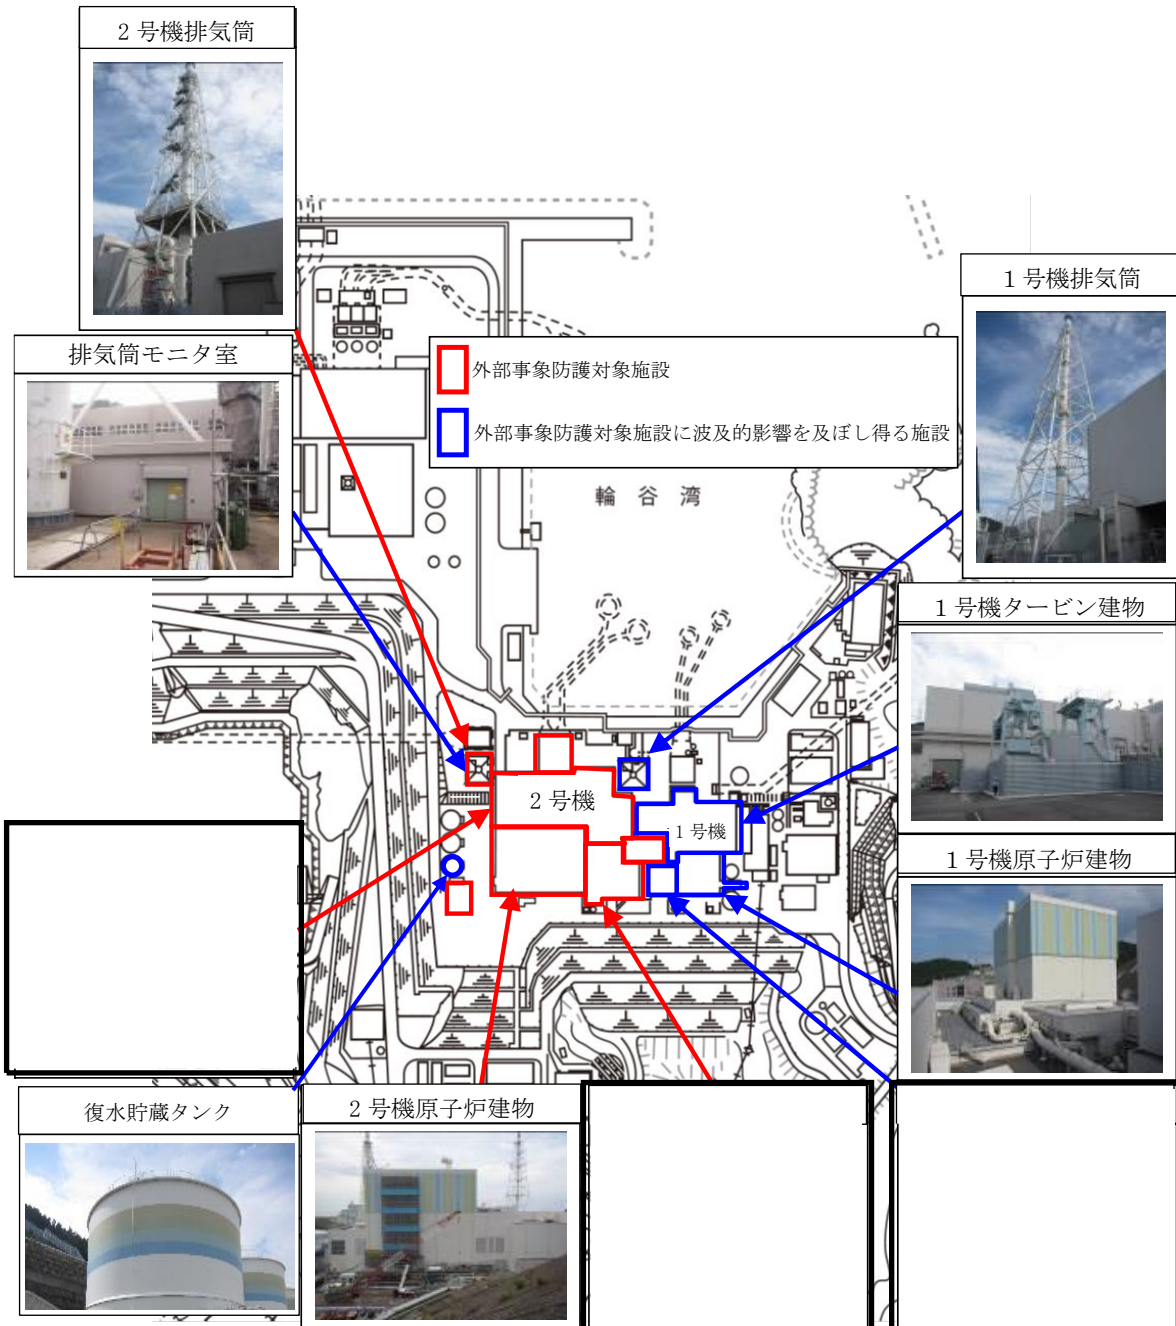 2号機排気筒
1号機排気筒
排気筒モニタ室
外部事象防護対象施設
外部事象防護対象施設に波及的影響を及ぼし得る施設
輪谷湾
1号機タービン建物
2号機
1号機
1号機原子炉建物
復水貯蔵タンク
2号機原子炉建物